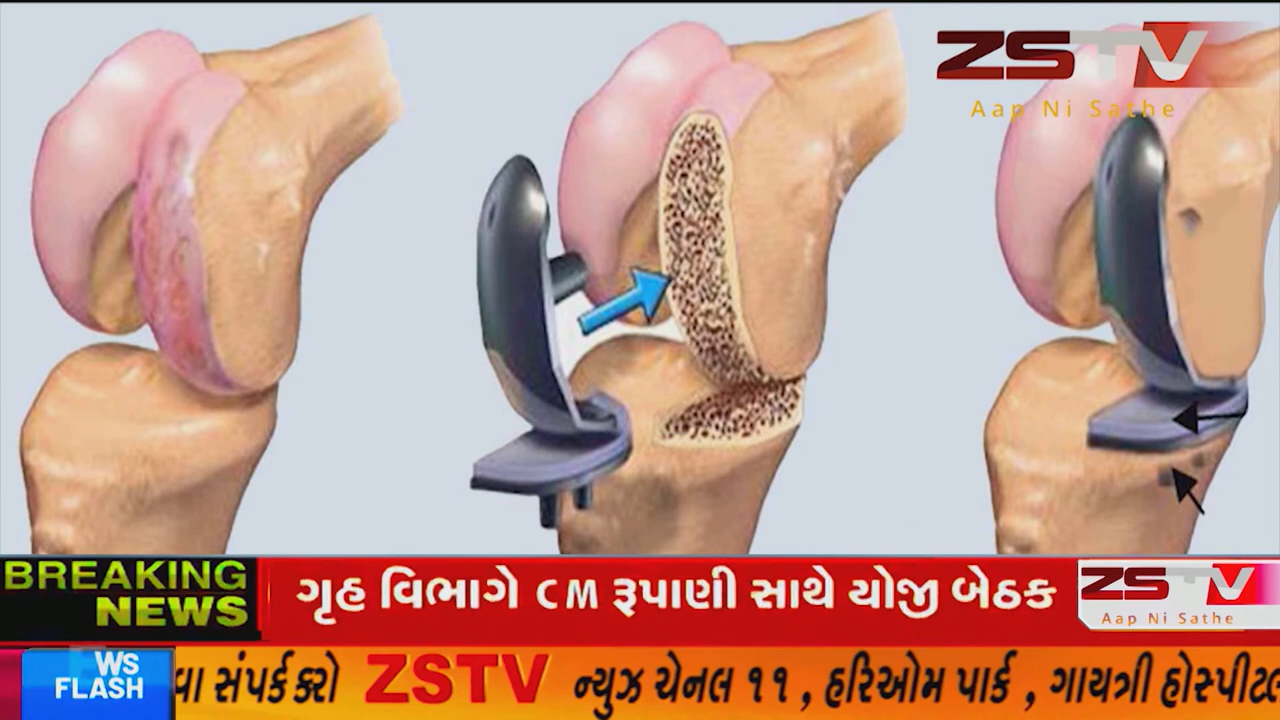 ZSTV
Aap Ni Sathe
BREAKING
NEWS
ગૃહ વિભાગે CM રૂપાણી સાથે યોજી બેઠક
ZSTV
Aap Ni Sathe
WS
FLASH
વા સંપર્ક કરો ZSTV ન્યુઝ ચેનલ ૧૧, હરિઓમ પાર્ક, ગાયત્રી હોસ્પીટલ